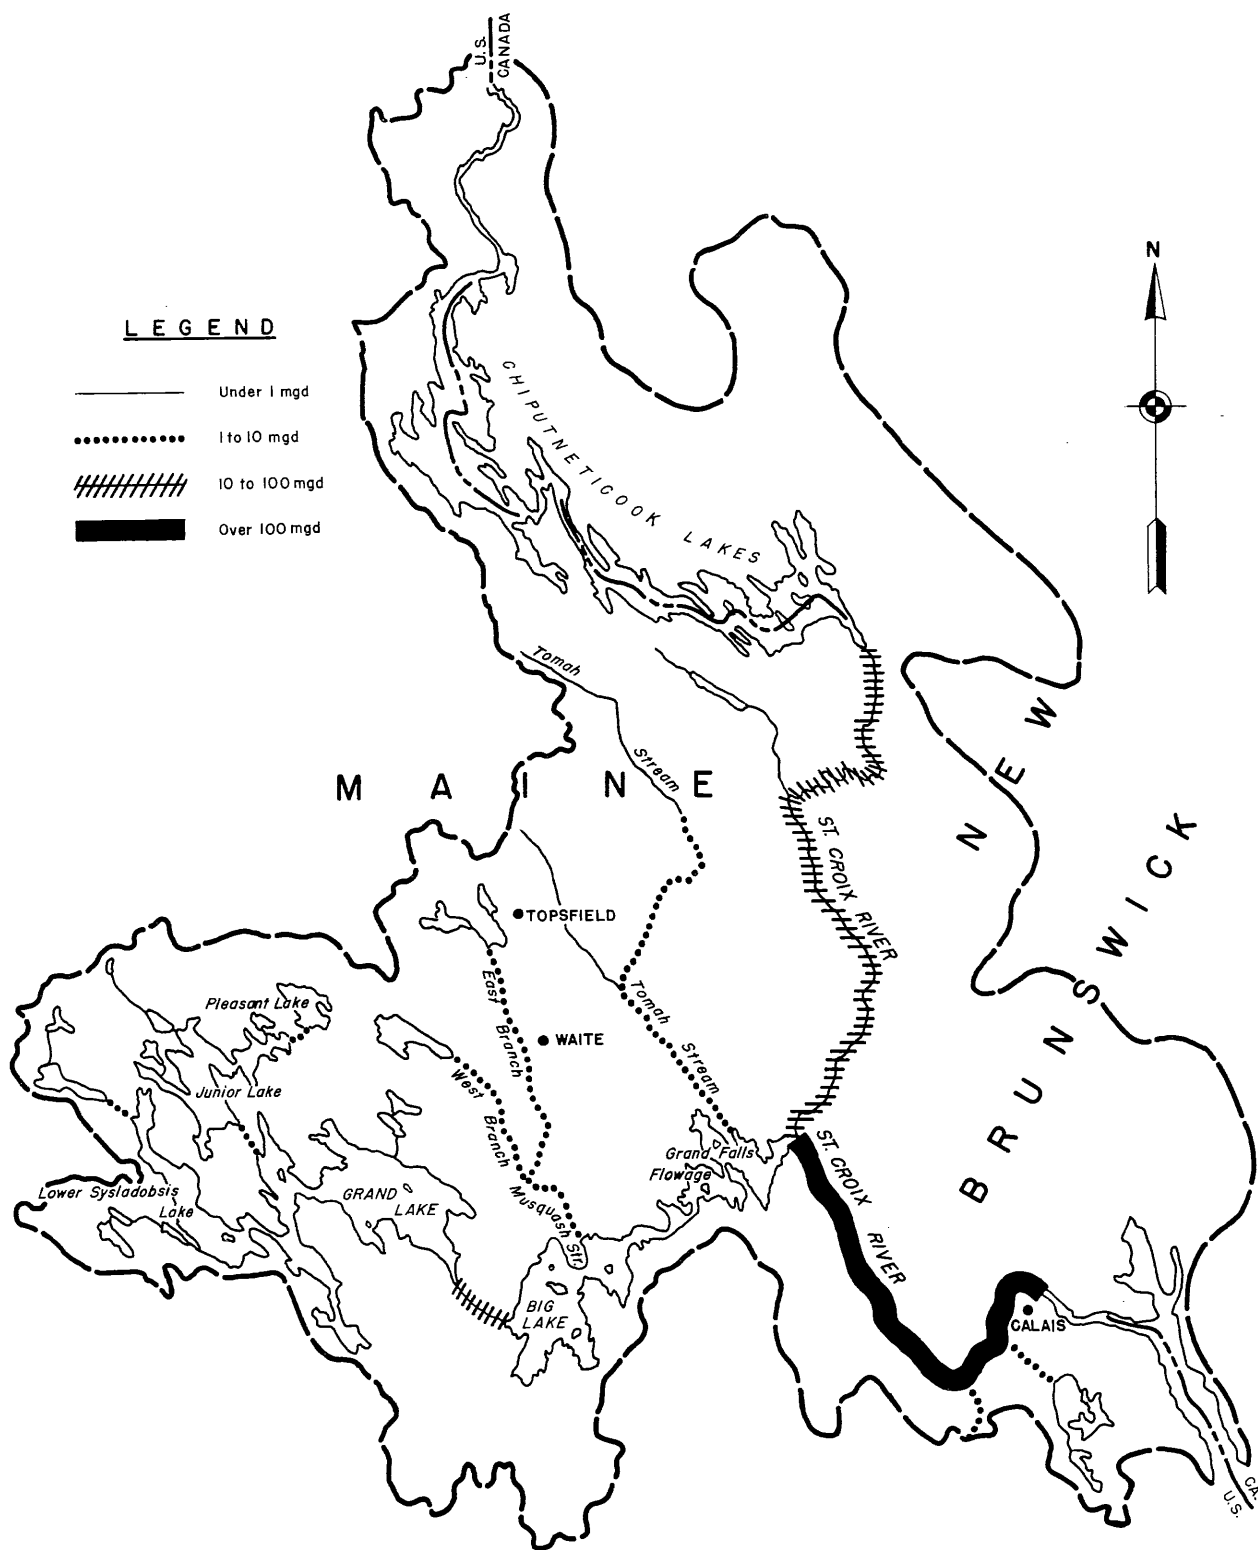 U.S.
CANADA
N
LEGEND
Under 1 mgd
1 to 10 mgd
10 to 100 mgd
Over 100 mgd
CHIPUTNETICOOK LAKES
Tomah
Stream
MAINE
NEW
BRUNSWICK
ST. CROIX RIVER
TOPSFIELD
East
Branch
WAITE
Tomah
Stream
Pleasant Lake
Junior Lake
West
Branch
Musquash Str.
Grand Falls
Flowage
ST. CROIX RIVER
Lower Sysladobsis
Lake
GRAND
LAKE
BIG
LAKE
CALAIS
CA.
U.S.